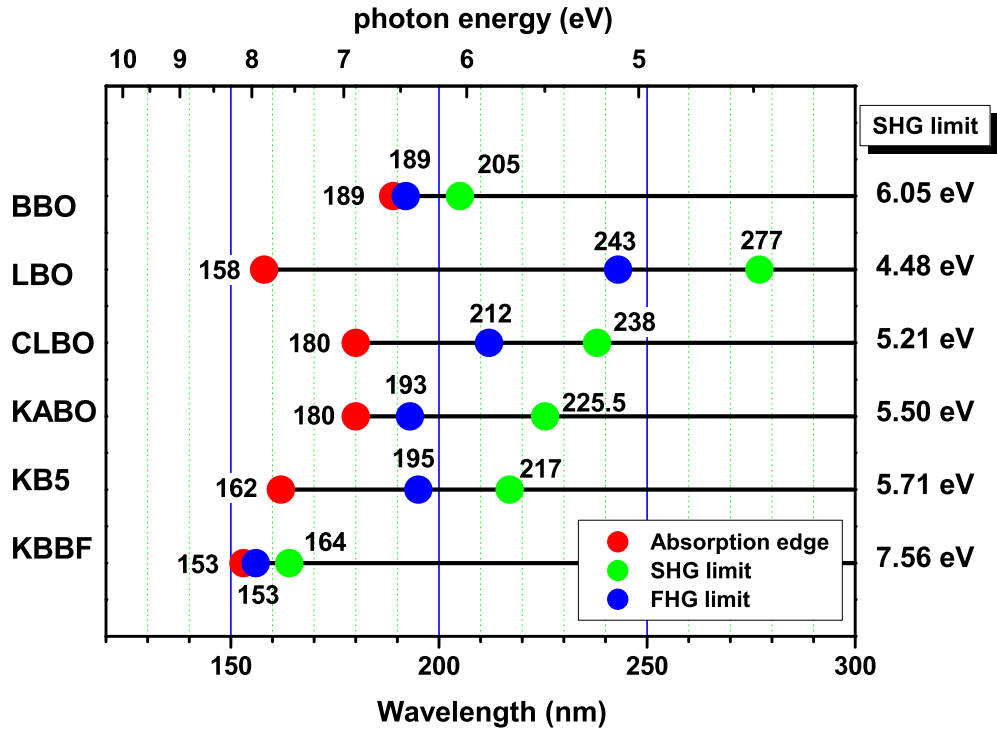 photon energy (eV)
10 9 8 7 6 5
SHG limit
BBO 189 189 205 6.05 eV
LBO 158 243 277 4.48 eV
CLBO 180 212 238 5.21 eV
KABO 180 193 225.5 5.50 eV
KB5 162 195 217 5.71 eV
KBBF 153 153 164 7.56 eV
Absorption edge
SHG limit
FHG limit
150 200 250 300
Wavelength (nm)